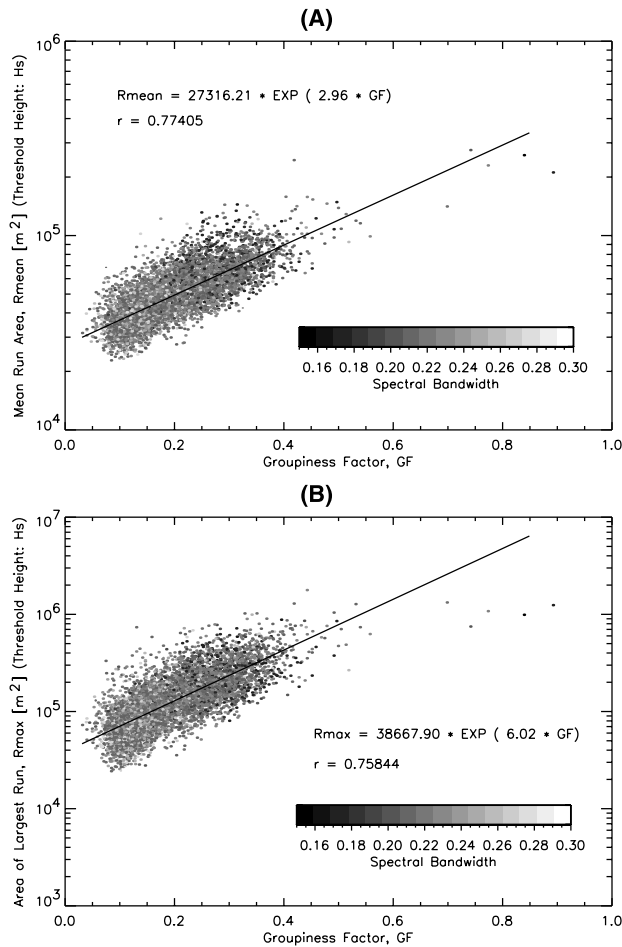 (A)
10^6
10^5
10^4
Mean Run Area, Rmean [m^2] (Threshold Height: Hs)
Rmean = 27316.21 * EXP ( 2.96 * GF)
r = 0.77405
0.16 0.18 0.20 0.22 0.24 0.26 0.28 0.30
Spectral Bandwidth
0.0 0.2 0.4 0.6 0.8 1.0
Groupiness Factor, GF
(B)
10^7
10^6
10^5
10^4
10^3
Area of Largest Run, Rmax [m^2] (Threshold Height: Hs)
Rmax = 38667.90 * EXP ( 6.02 * GF)
r = 0.75844
0.16 0.18 0.20 0.22 0.24 0.26 0.28 0.30
Spectral Bandwidth
0.0 0.2 0.4 0.6 0.8 1.0
Groupiness Factor, GF